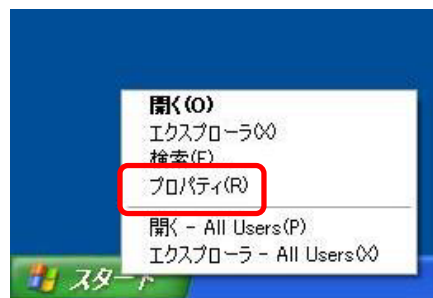 開く(O)
エクスプローラ(X)
検索(E)...
プロパティ(R)
開く - All Users(P)
エクスプローラ - All Users(X)
スタート